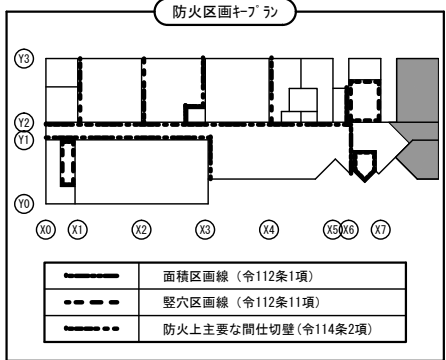 防火区画ｷｰﾌﾟﾗﾝ
Y3
Y2
Y1
Y0
X0 X1 X2 X3 X4 X5 X6 X7
面積区画線（令112条1項）
竪穴区画線（令112条11項）
防火上主要な間仕切壁（令114条2項）